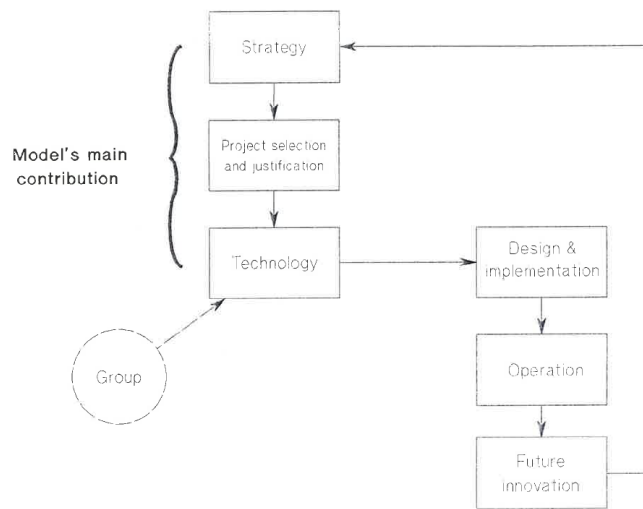 Strategy
Model's main
contribution
Project selection
and justification
Technology
Design &
implementation
Group
Operation
Future
innovation